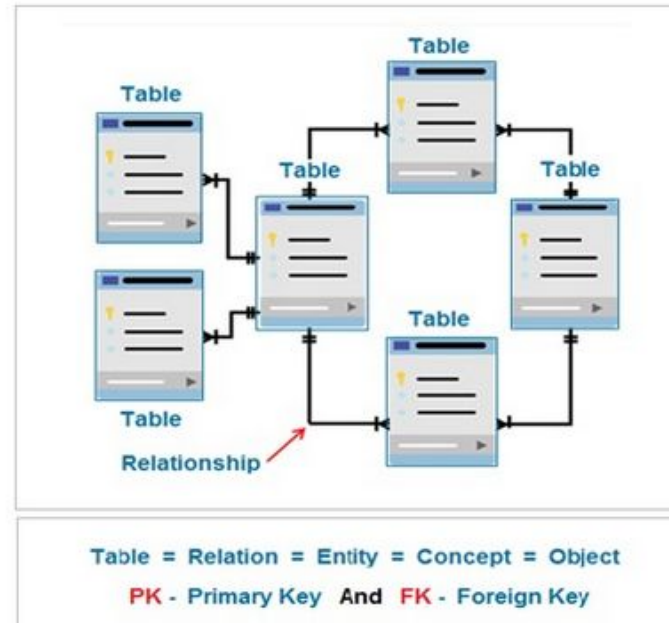 Table
Table
Table
Table
Table
Table
Relationship
Table = Relation = Entity = Concept = Object
PK - Primary Key And FK - Foreign Key